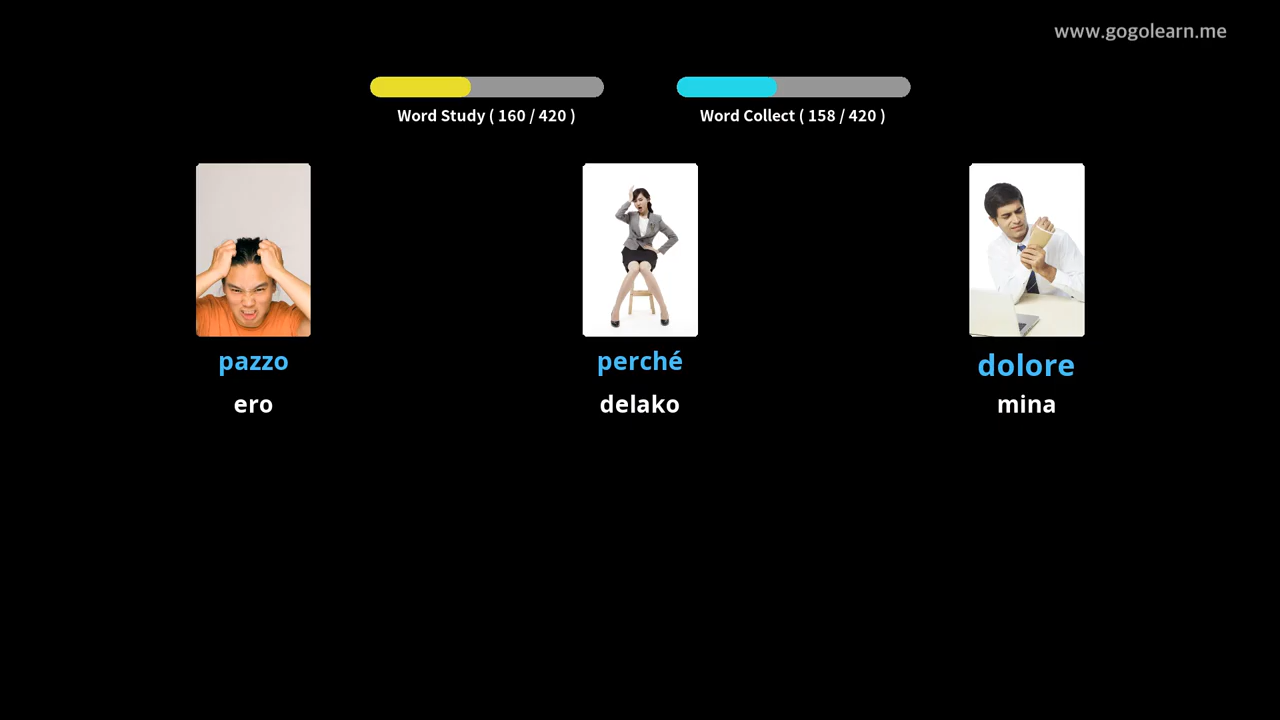 www.gogolearn.me
Word Study ( 160 / 420 )
Word Collect ( 158 / 420 )
pazzo
perché
dolore
ero
delako
mina